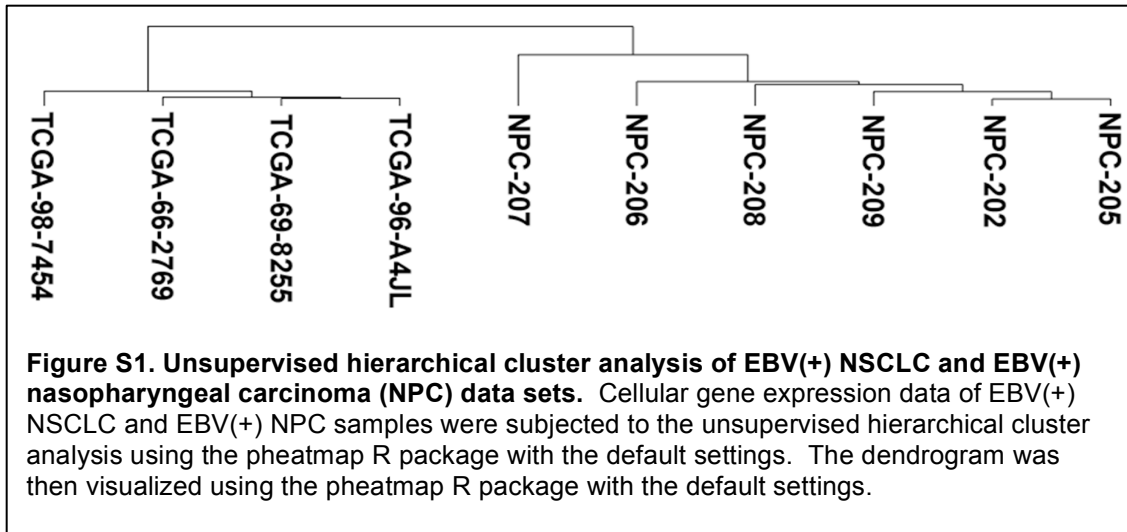 TCGA-98-7454
TCGA-66-2769
TCGA-69-8255
TCGA-96-A4JL
NPC-207
NPC-206
NPC-208
NPC-209
NPC-202
NPC-205
Figure S1. Unsupervised hierarchical cluster analysis of EBV(+) NSCLC and EBV(+)
nasopharyngeal carcinoma (NPC) data sets. Cellular gene expression data of EBV(+)
NSCLC and EBV(+) NPC samples were subjected to the unsupervised hierarchical cluster
analysis using the pheatmap R package with the default settings. The dendrogram was
then visualized using the pheatmap R package with the default settings.